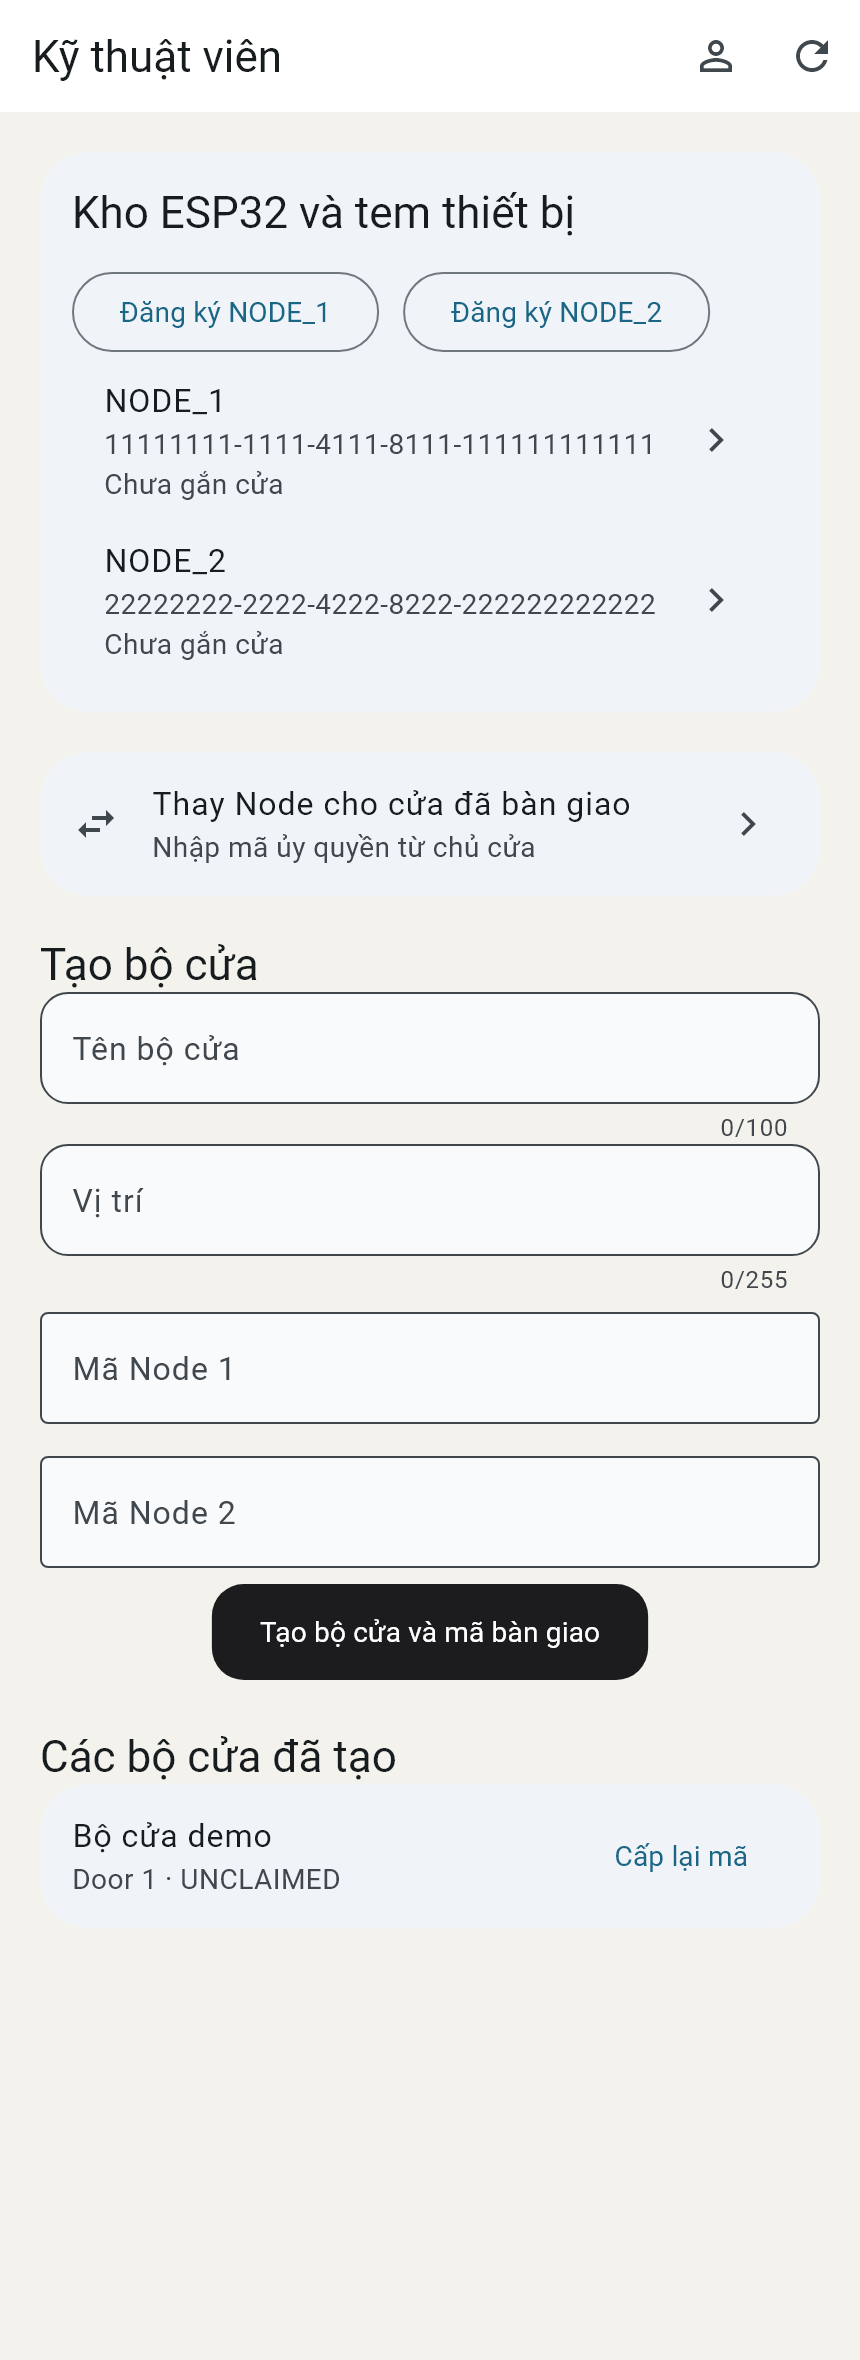 Kỹ thuật viên
Kho ESP32 và tem thiết bị
Đăng ký NODE_1
Đăng ký NODE_2
NODE_1
11111111-1111-4111-8111-111111111111
Chưa gắn cửa
NODE_2
22222222-2222-4222-8222-222222222222
Chưa gắn cửa
Thay Node cho cửa đã bàn giao
Nhập mã ủy quyền từ chủ cửa
Tạo bộ cửa
Tên bộ cửa
0/100
Vị trí
0/255
Mã Node 1
Mã Node 2
Tạo bộ cửa và mã bàn giao
Các bộ cửa đã tạo
Bộ cửa demo
Door 1 · UNCLAIMED
Cấp lại mã